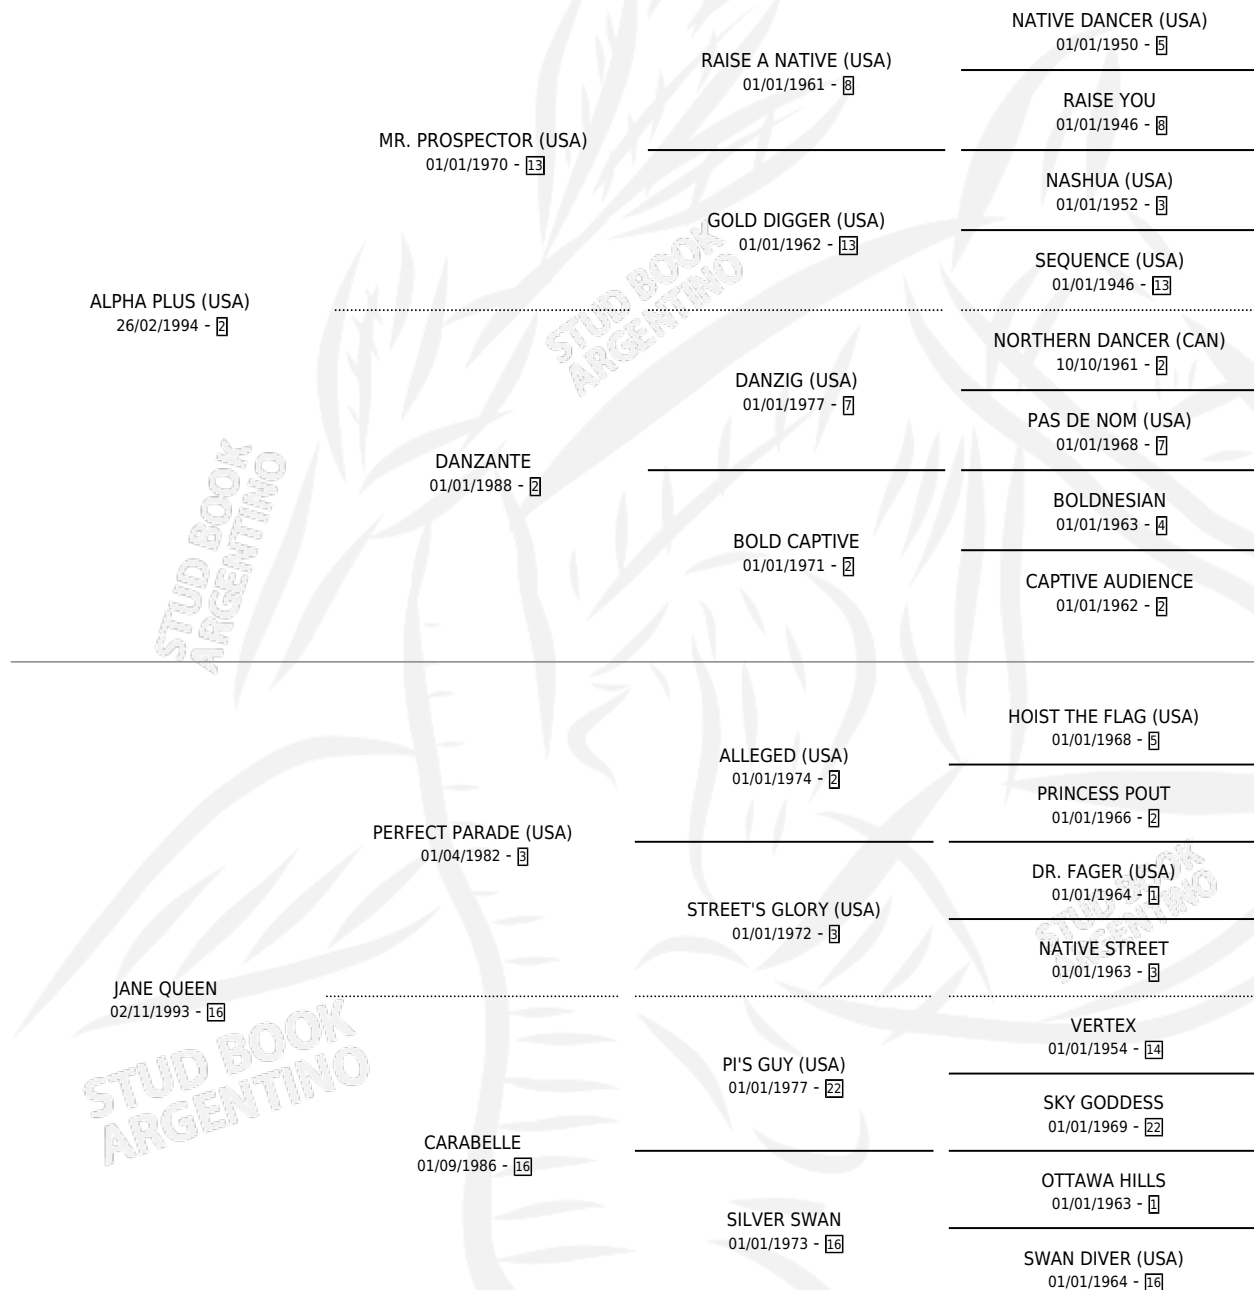 NATIVE DANCER (USA)
01/01/1950 - 5
RAISE A NATIVE (USA)
01/01/1961 - 8
RAISE YOU
01/01/1946 - 8
MR. PROSPECTOR (USA)
01/01/1970 - 13
NASHUA (USA)
01/01/1952 - 3
GOLD DIGGER (USA)
01/01/1962 - 13
SEQUENCE (USA)
01/01/1946 - 13
STUD BOOK
ARGENTINO
ALPHA PLUS (USA)
26/02/1994 - 2
NORTHERN DANCER (CAN)
10/10/1961 - 2
DANZIG (USA)
01/01/1977 - 7
PAS DE NOM (USA)
01/01/1968 - 7
DANZANTE
01/01/1988 - 2
BOLDNESIAN
01/01/1963 - 4
BOLD CAPTIVE
01/01/1971 - 2
CAPTIVE AUDIENCE
01/01/1962 - 2
STUD BOOK
ARGENTINO
HOIST THE FLAG (USA)
01/01/1968 - 5
ALLEGED (USA)
01/01/1974 - 2
PRINCESS POUT
01/01/1966 - 2
PERFECT PARADE (USA)
01/04/1982 - 3
DR. FAGER (USA)
01/01/1964 - 1
STREET'S GLORY (USA)
01/01/1972 - 3
STUD BOOK
ARGENTINO
NATIVE STREET
01/01/1963 - 3
JANE QUEEN
02/11/1993 - 16
VERTEX
01/01/1954 - 14
PI'S GUY (USA)
01/01/1977 - 22
SKY GODDESS
01/01/1969 - 22
STUD BOOK
ARGENTINO
CARABELLE
01/09/1986 - 16
OTTAWA HILLS
01/01/1963 - 1
SILVER SWAN
01/01/1973 - 16
SWAN DIVER (USA)
01/01/1964 - 16